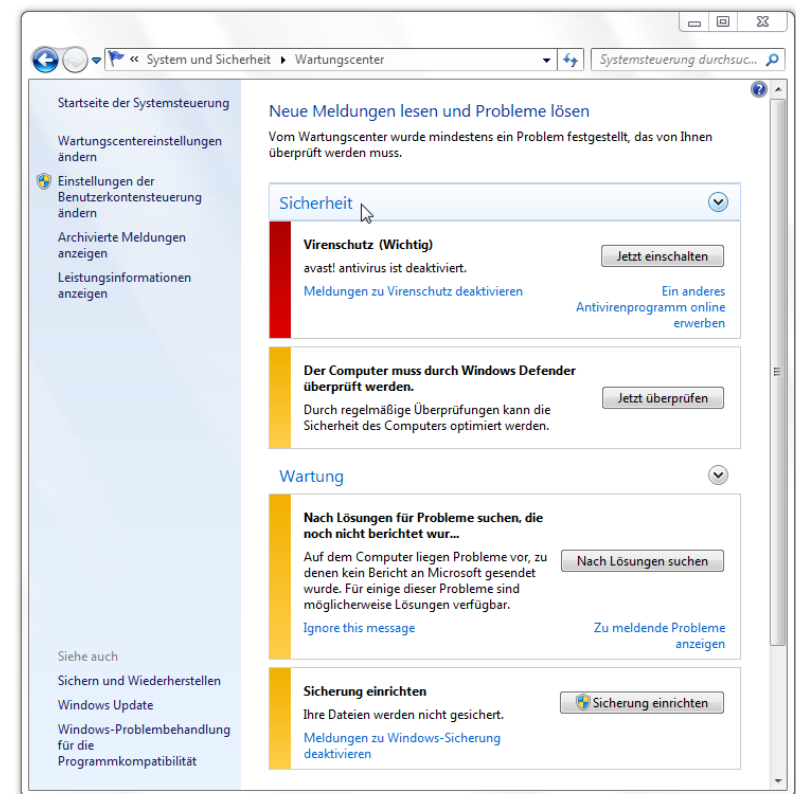 « System und Sicherheit ▸ Wartungscenter
Systemsteuerung durchsuc...
Startseite der Systemsteuerung
Wartungscentereinstellungen
ändern
Einstellungen der
Benutzerkontensteuerung
ändern
Archivierte Meldungen
anzeigen
Leistungsinformationen
anzeigen
Siehe auch
Sichern und Wiederherstellen
Windows Update
Windows-Problembehandlung
für die
Programmkompatibilität
Neue Meldungen lesen und Probleme lösen
Vom Wartungscenter wurde mindestens ein Problem festgestellt, das von Ihnen
überprüft werden muss.
Sicherheit
Virenschutz (Wichtig)
avast! antivirus ist deaktiviert.
Jetzt einschalten
Meldungen zu Virenschutz deaktivieren
Ein anderes
Antivirenprogramm online
erwerben
Der Computer muss durch Windows Defender
überprüft werden.
Durch regelmäßige Überprüfungen kann die
Sicherheit des Computers optimiert werden.
Jetzt überprüfen
Wartung
Nach Lösungen für Probleme suchen, die
noch nicht berichtet wur...
Auf dem Computer liegen Probleme vor, zu
denen kein Bericht an Microsoft gesendet
wurde. Für einige dieser Probleme sind
möglicherweise Lösungen verfügbar.
Nach Lösungen suchen
Ignore this message
Zu meldende Probleme
anzeigen
Sicherung einrichten
Ihre Dateien werden nicht gesichert.
Sicherung einrichten
Meldungen zu Windows-Sicherung
deaktivieren